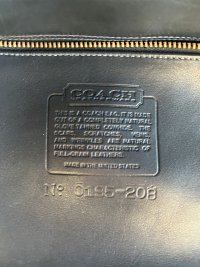 COACH
THIS IS A COACH BAG. IT IS MADE
OUT OF A COMPLETELY NATURAL
GLOVE TANNED COWHIDE. THE
SCARS, SCRATCHES, VEINS,
AND WRINKLES ARE NATURAL
MARKINGS CHARACTERISTIC OF
FULL-GRAIN LEATHERS.
MADE IN THE UNITED STATES
Nº 0195-208